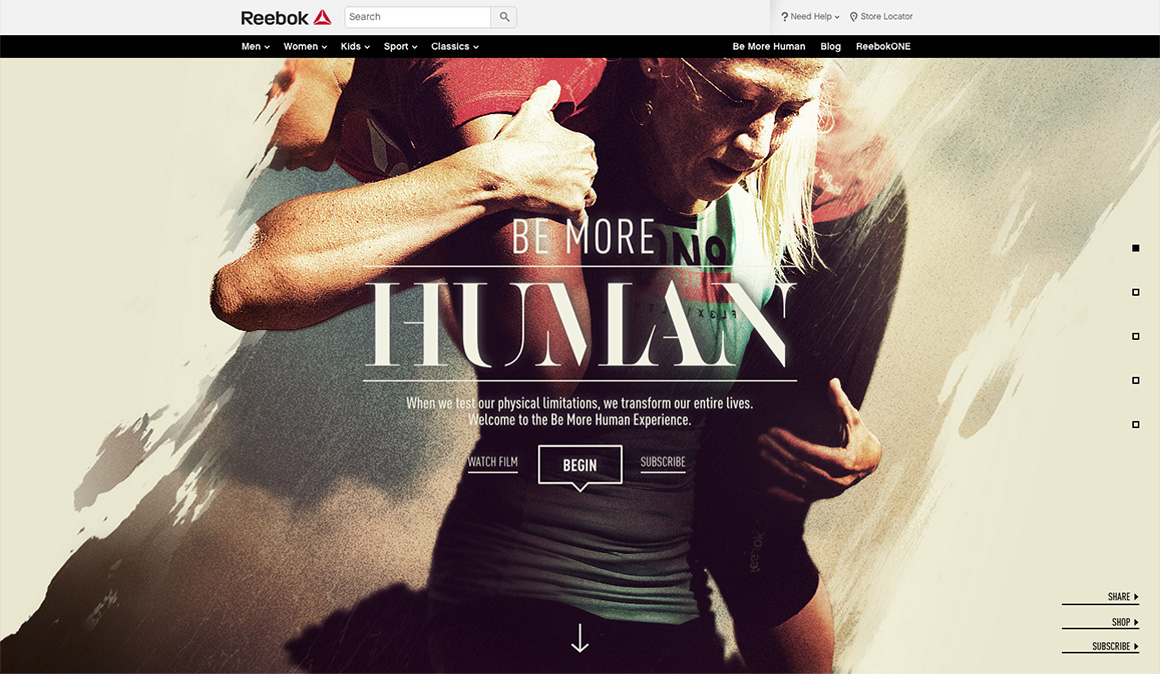 Reebok
Search
Need Help
Store Locator
Men
Women
Kids
Sport
Classics
Be More Human
Blog
ReebokONE
BE MORE
HUMAN
When we test our physical limitations, we transform our entire lives.
Welcome to the Be More Human Experience.
WATCH FILM
BEGIN
SUBSCRIBE
reebok
SHARE
SHOP
SUBSCRIBE